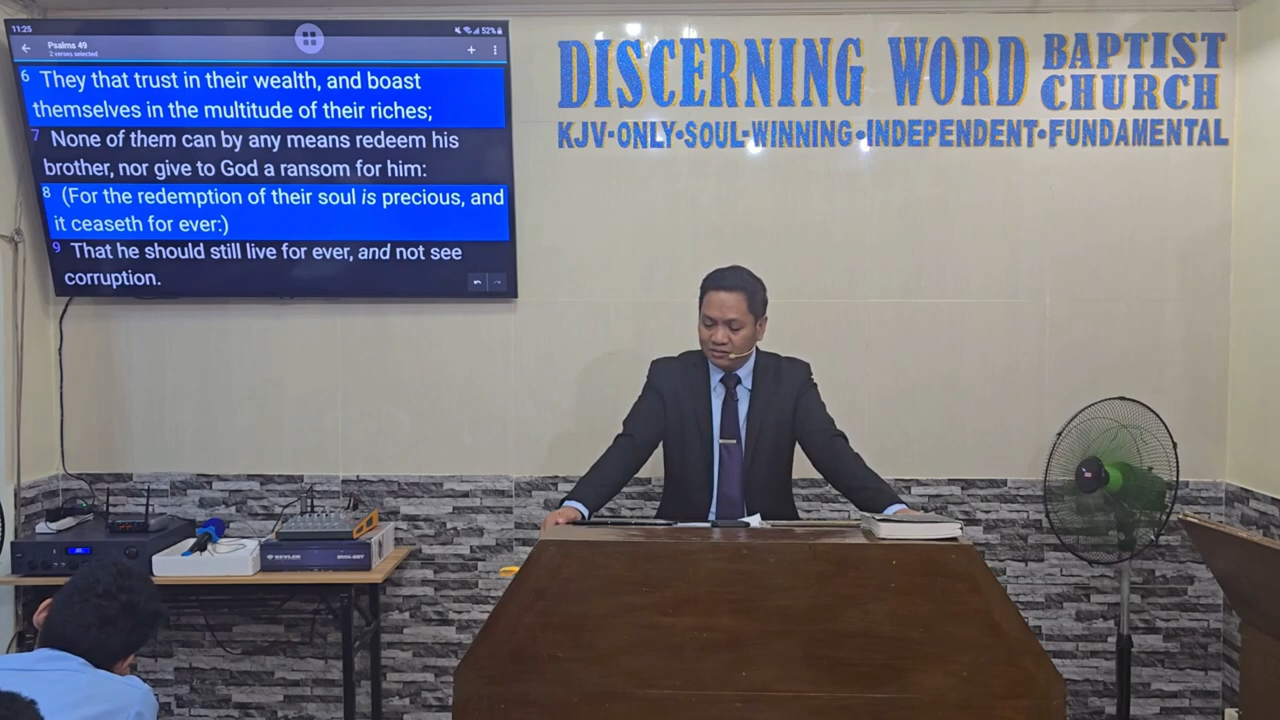 11:25
52%
Psalms 49
2 verses selected
6 They that trust in their wealth, and boast
themselves in the multitude of their riches;
7 None of them can by any means redeem his
brother, nor give to God a ransom for him:
8 (For the redemption of their soul is precious, and
it ceaseth for ever:)
9 That he should still live for ever, and not see
corruption.
DISCERNING WORD BAPTIST
CHURCH
KJV-ONLY•SOUL-WINNING•INDEPENDENT•FUNDAMENTAL
KEVLER